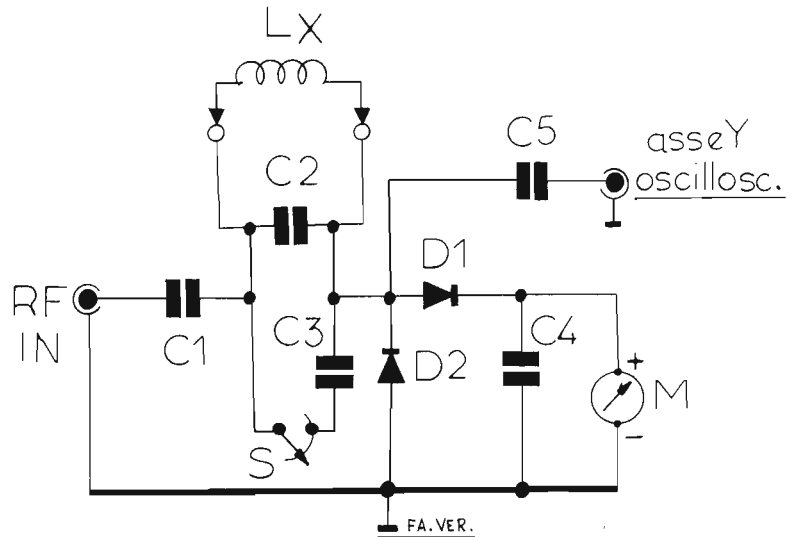 Lx
C2
C5
asseY
oscillosc.
D1
RF
IN
C1
C3
D2
C4
+
M
-
S
FA.VER.